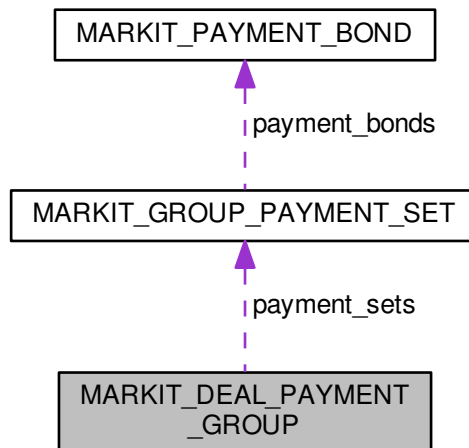 MARKIT_PAYMENT_BOND
payment_bonds
MARKIT_GROUP_PAYMENT_SET
payment_sets
MARKIT_DEAL_PAYMENT
_GROUP